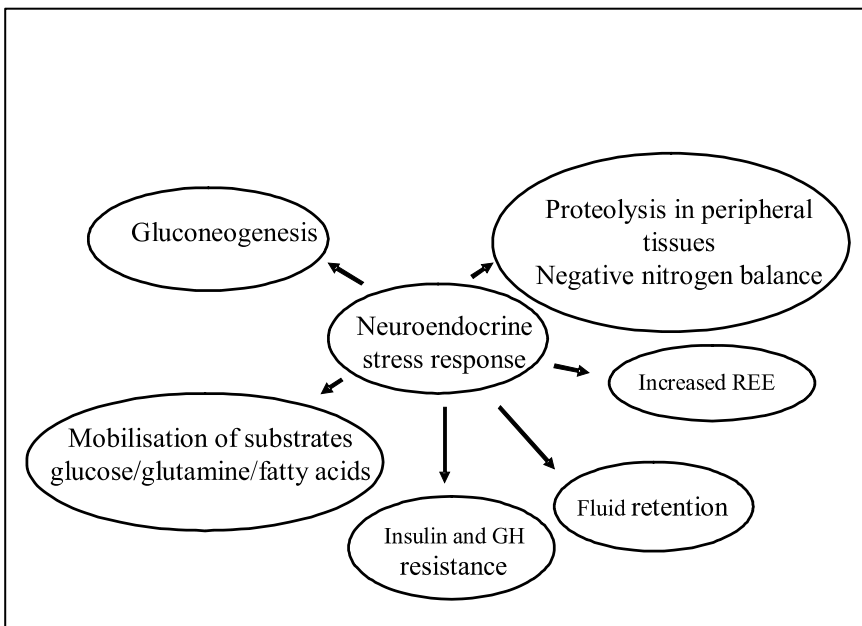 Gluconeogenesis
Proteolysis in peripheral
tissues
Negative nitrogen balance
Neuroendocrine
stress response
Increased REE
Mobilisation of substrates
glucose/glutamine/fatty acids
Fluid retention
Insulin and GH
resistance